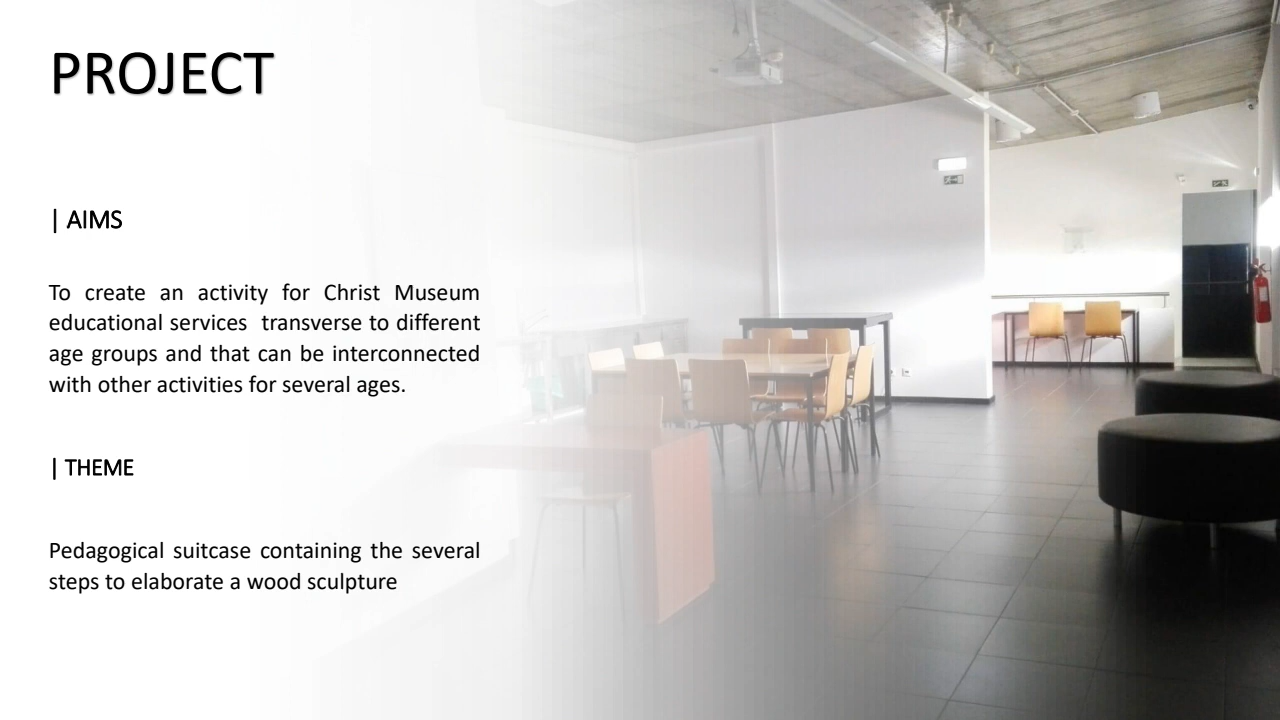 PROJECT
| AIMS
To create an activity for Christ Museum
educational services  transverse to different
age groups and that can be interconnected
with other activities for several ages.
| THEME
Pedagogical suitcase containing the several
steps to elaborate a wood sculpture